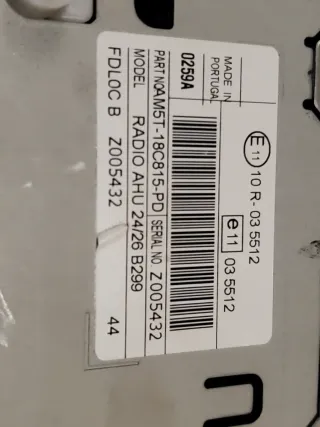 MADE IN
PORTUGAL
0259A
E 11
10 R - 03 5512
e 11
03 5512
PART NO AM5T-18C815-PD SERIAL NO Z005432
MODEL RADIO AHU 24/26 B299
FDL0C B Z005432 44